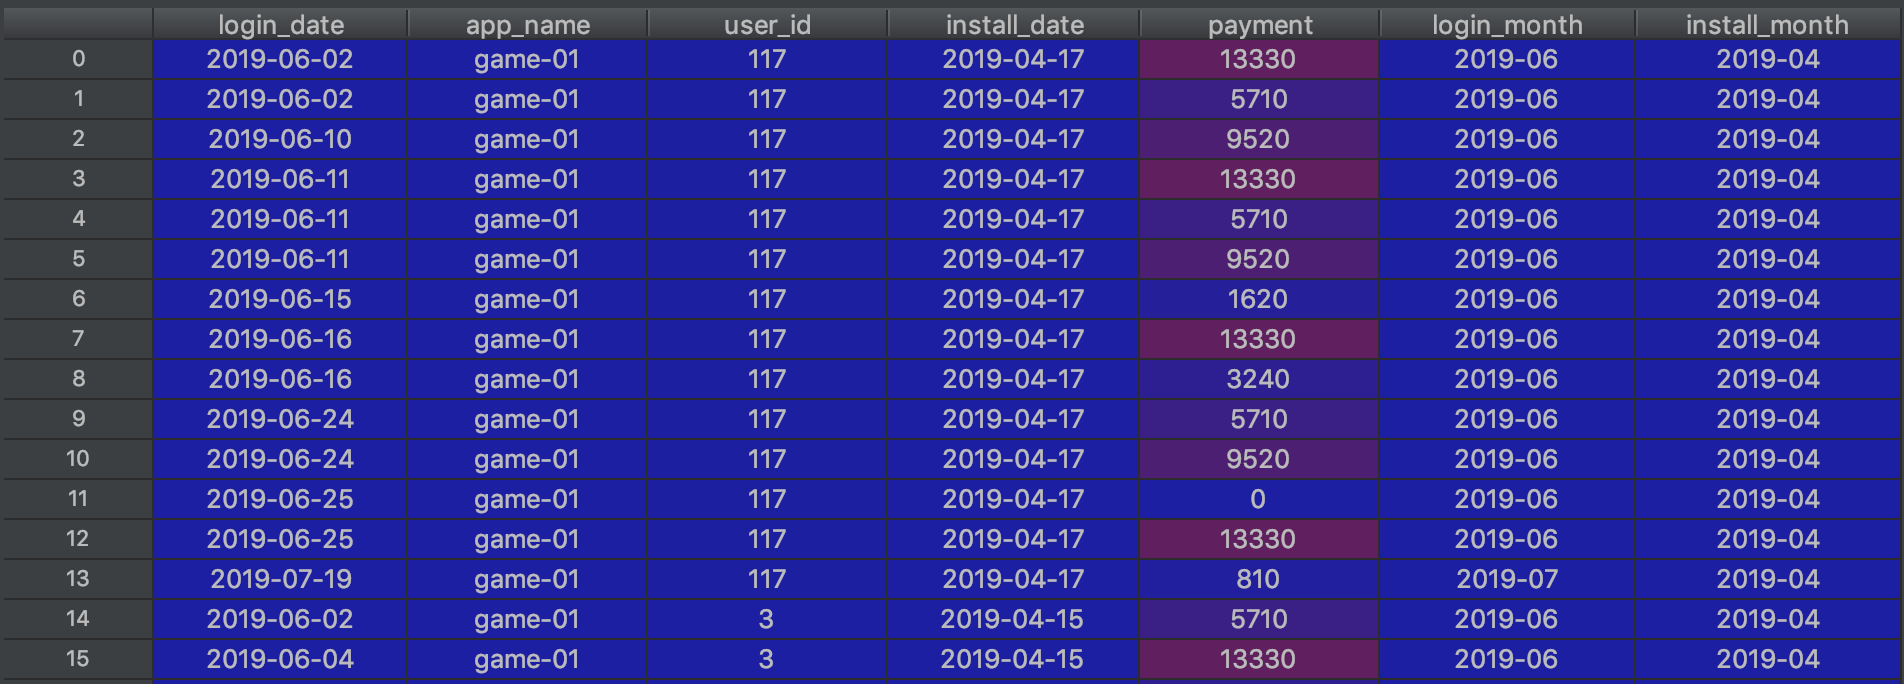 login_date app_name user_id install_date payment login_month install_month
0 2019-06-02 game-01 117 2019-04-17 13330 2019-06 2019-04
1 2019-06-02 game-01 117 2019-04-17 5710 2019-06 2019-04
2 2019-06-10 game-01 117 2019-04-17 9520 2019-06 2019-04
3 2019-06-11 game-01 117 2019-04-17 13330 2019-06 2019-04
4 2019-06-11 game-01 117 2019-04-17 5710 2019-06 2019-04
5 2019-06-11 game-01 117 2019-04-17 9520 2019-06 2019-04
6 2019-06-15 game-01 117 2019-04-17 1620 2019-06 2019-04
7 2019-06-16 game-01 117 2019-04-17 13330 2019-06 2019-04
8 2019-06-16 game-01 117 2019-04-17 3240 2019-06 2019-04
9 2019-06-24 game-01 117 2019-04-17 5710 2019-06 2019-04
10 2019-06-24 game-01 117 2019-04-17 9520 2019-06 2019-04
11 2019-06-25 game-01 117 2019-04-17 0 2019-06 2019-04
12 2019-06-25 game-01 117 2019-04-17 13330 2019-06 2019-04
13 2019-07-19 game-01 117 2019-04-17 810 2019-07 2019-04
14 2019-06-02 game-01 3 2019-04-15 5710 2019-06 2019-04
15 2019-06-04 game-01 3 2019-04-15 13330 2019-06 2019-04